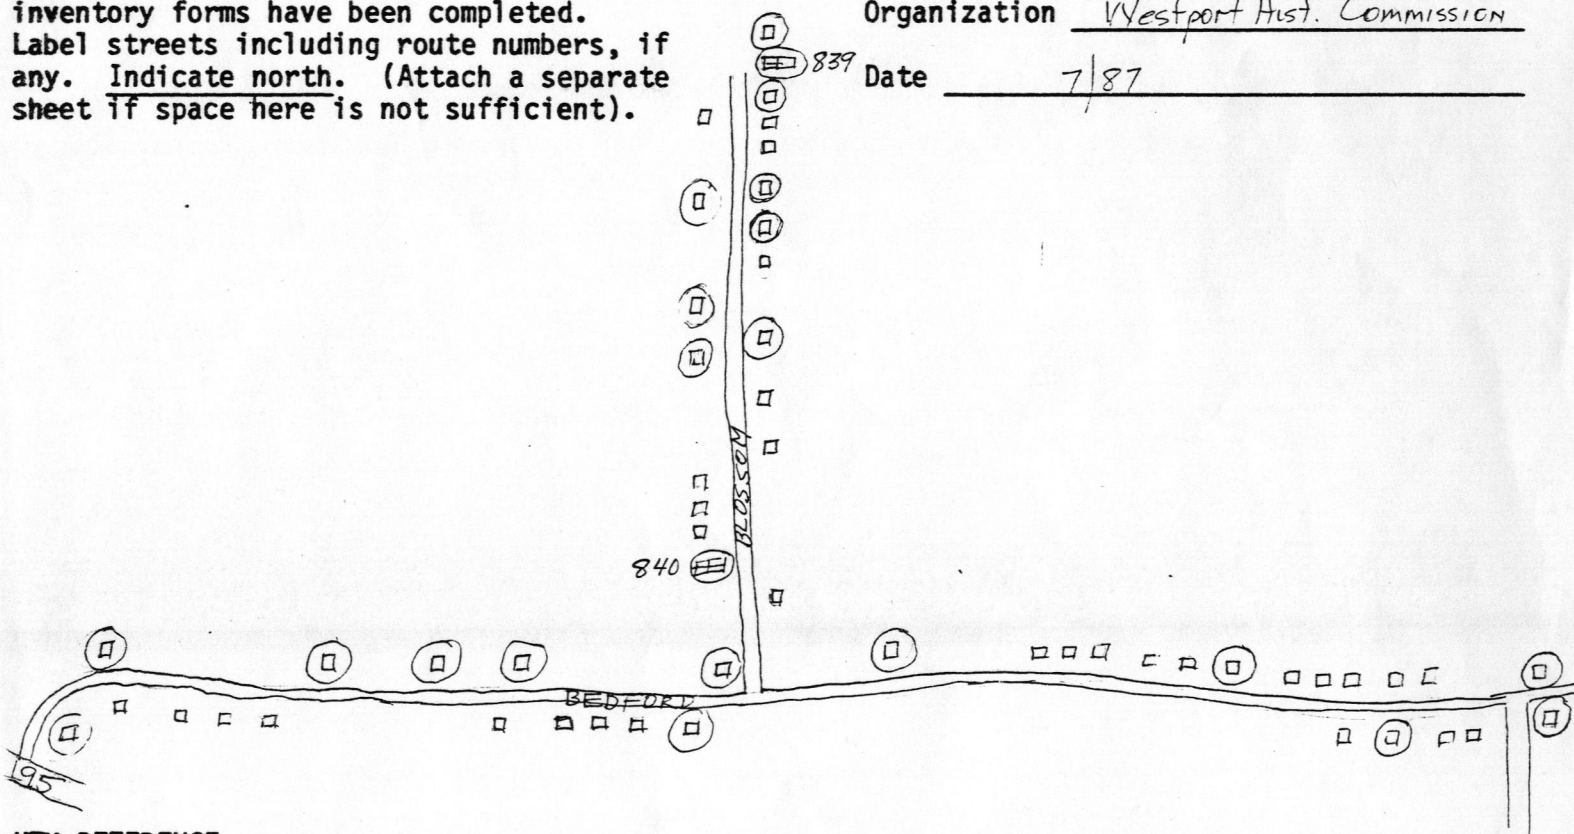 inventory forms have been completed.
Label streets including route numbers, if
any. Indicate north. (Attach a separate
sheet if space here is not sufficient).
Organization Westport Hist. Commission
Date 7/87
839
BLOSSOM
840
BEDFORD
195